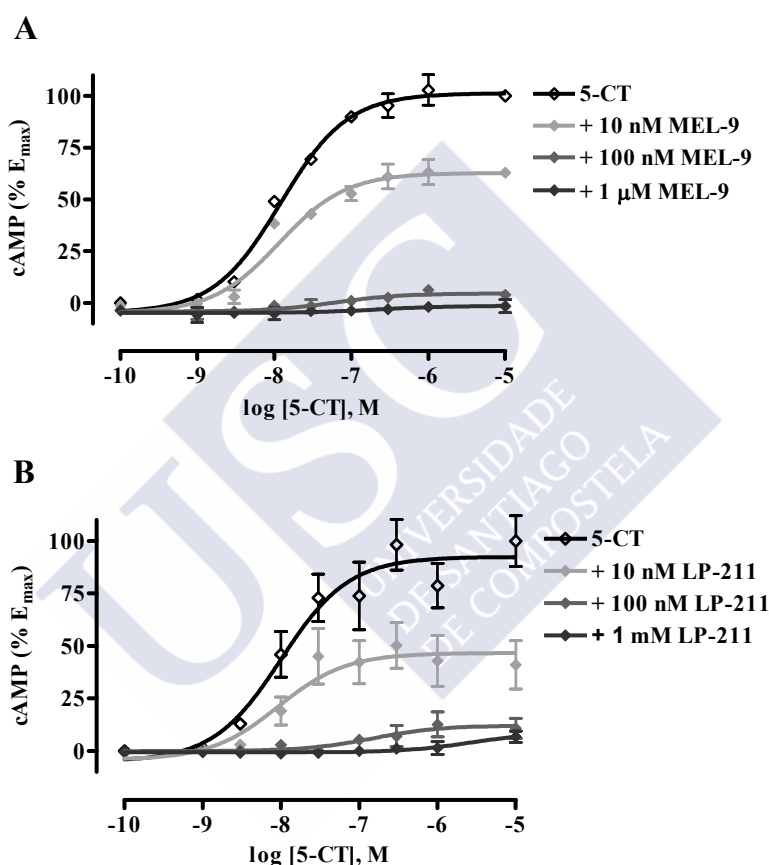 A
cAMP (% Emax)
100
75
50
25
0
-10 -9 -8 -7 -6 -5
log [5-CT], M
5-CT
+ 10 nM MEL-9
+ 100 nM MEL-9
+ 1 μM MEL-9
B
cAMP (% Emax)
100
75
50
25
0
-10 -9 -8 -7 -6 -5
log [5-CT], M
5-CT
+ 10 nM LP-211
+ 100 nM LP-211
+ 1 mM LP-211
USC
UNIVERSIDADE
DE SANTIAGO
DE COMPOSTELA